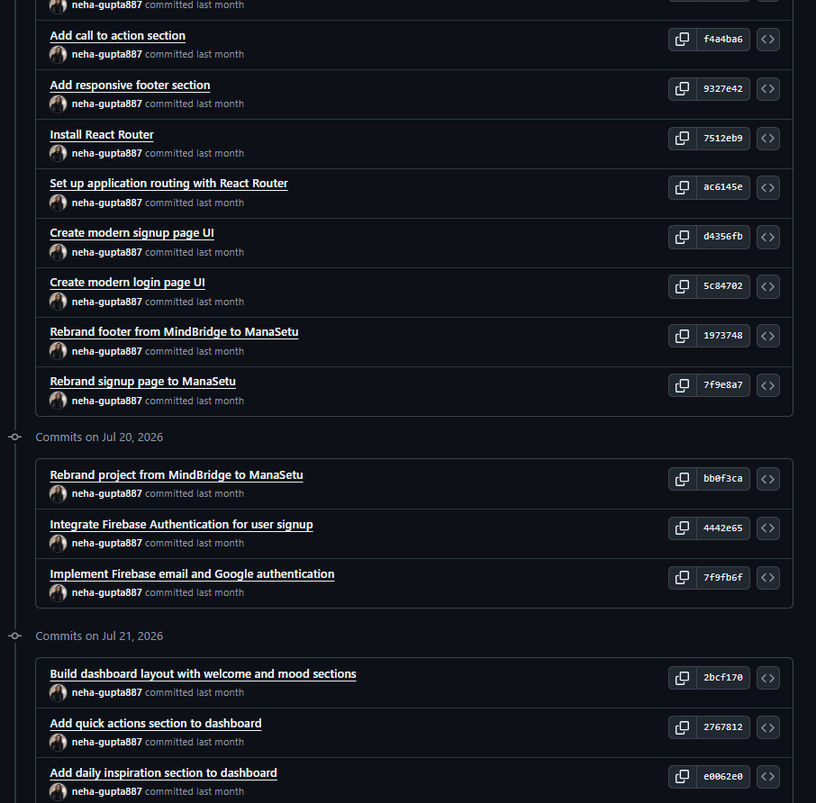 neha-gupta887 committed last month
Add call to action section
f4a4ba6
neha-gupta887 committed last month
Add responsive footer section
9327e42
neha-gupta887 committed last month
Install React Router
7512eb9
neha-gupta887 committed last month
Set up application routing with React Router
ac6145e
neha-gupta887 committed last month
Create modern signup page UI
d4356fb
neha-gupta887 committed last month
Create modern login page UI
5c84702
neha-gupta887 committed last month
Rebrand footer from MindBridge to ManaSetu
1973748
neha-gupta887 committed last month
Rebrand signup page to ManaSetu
7f9e8a7
neha-gupta887 committed last month
Commits on Jul 20, 2026
Rebrand project from MindBridge to ManaSetu
bb0f3ca
neha-gupta887 committed last month
Integrate Firebase Authentication for user signup
4442e65
neha-gupta887 committed last month
Implement Firebase email and Google authentication
7f9fb6f
neha-gupta887 committed last month
Commits on Jul 21, 2026
Build dashboard layout with welcome and mood sections
2bcf170
neha-gupta887 committed last month
Add quick actions section to dashboard
2767812
neha-gupta887 committed last month
Add daily inspiration section to dashboard
e0062e0
neha-gupta887 committed last month